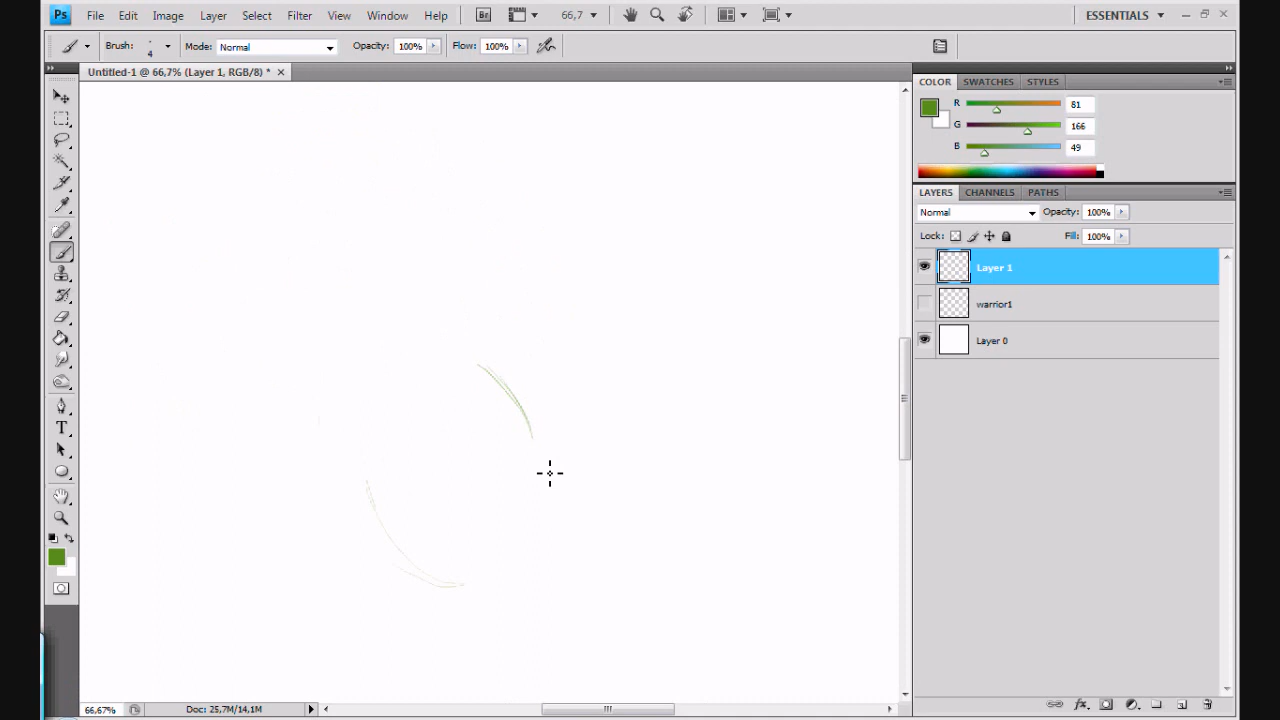 Ps File Edit Image Layer Select Filter View Window Help Br 66,7 ESSENTIALS
Brush: 4 Mode: Normal Opacity: 100% Flow: 100%
Untitled-1 @ 66,7% (Layer 1, RGB/8) *
COLOR SWATCHES STYLES
R 81
G 166
B 49
LAYERS CHANNELS PATHS
Normal Opacity: 100%
Lock: Fill: 100%
Layer 1
warrior1
Layer 0
T
fx
66,67% Doc: 25,7M/14,1M